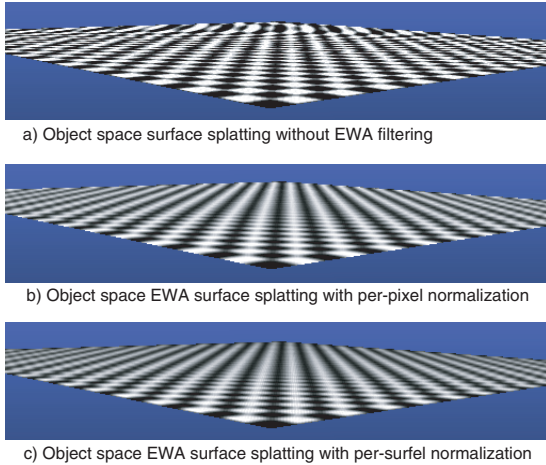 a) Object space surface splatting without EWA filtering
b) Object space EWA surface splatting with per-pixel normalization
c) Object space EWA surface splatting with per-surfel normalization